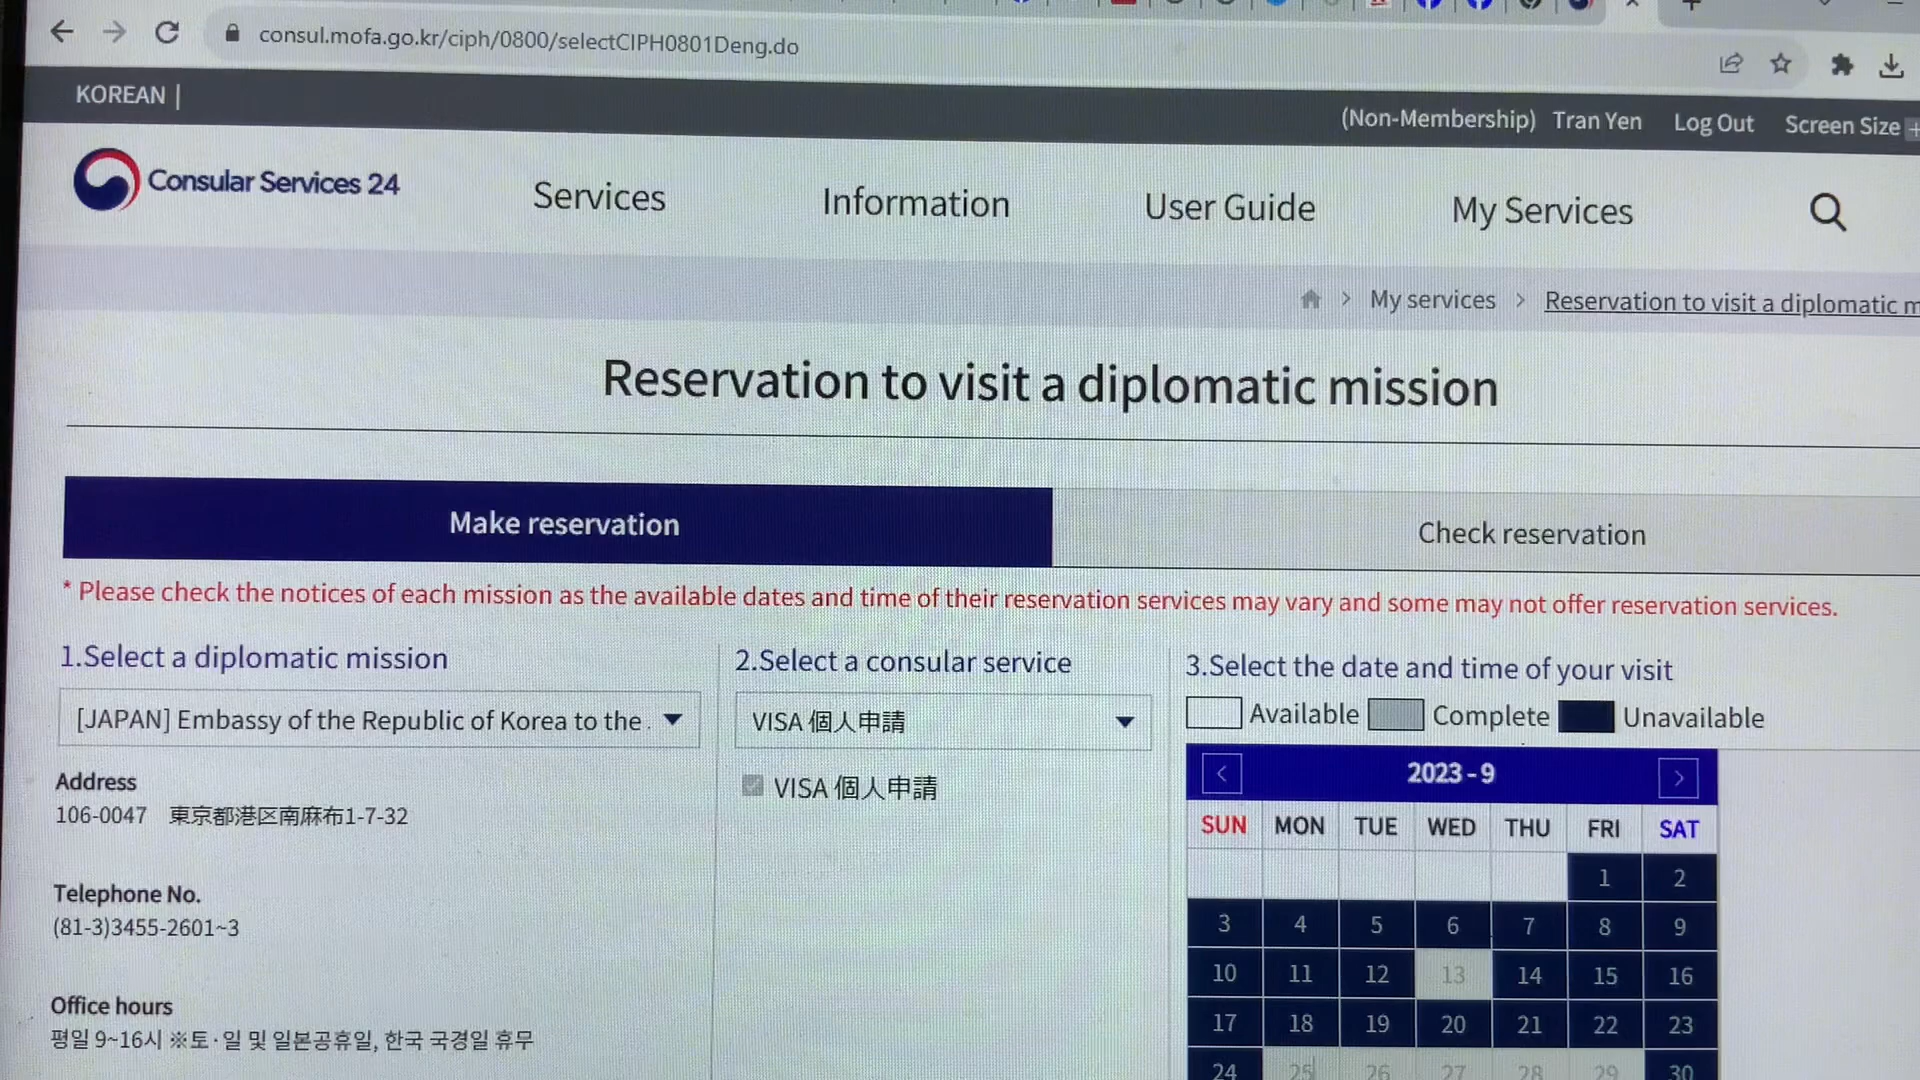 consul.mofa.go.kr/ciph/0800/selectCIPH0801Deng.do
KOREAN |
(Non-Membership) Tran Yen Log Out Screen Size +
Consular Services 24
Services Information User Guide My Services
> My services > Reservation to visit a diplomatic m
Reservation to visit a diplomatic mission
Make reservation
Check reservation
* Please check the notices of each mission as the available dates and time of their reservation services may vary and some may not offer reservation services.
1.Select a diplomatic mission
[JAPAN] Embassy of the Republic of Korea to the .
Address
106-0047 東京都港区南麻布1-7-32
Telephone No.
(81-3)3455-2601~3
Office hours
평일 9~16시 ※토·일 및 일본공휴일, 한국 국경일 휴무
2.Select a consular service
VISA 個人申請
VISA 個人申請
3.Select the date and time of your visit
Available Complete Unavailable
< 2023 - 9 >
SUN MON TUE WED THU FRI SAT
1 2
3 4 5 6 7 8 9
10 11 12 13 14 15 16
17 18 19 20 21 22 23
24 25 26 27 28 29 30